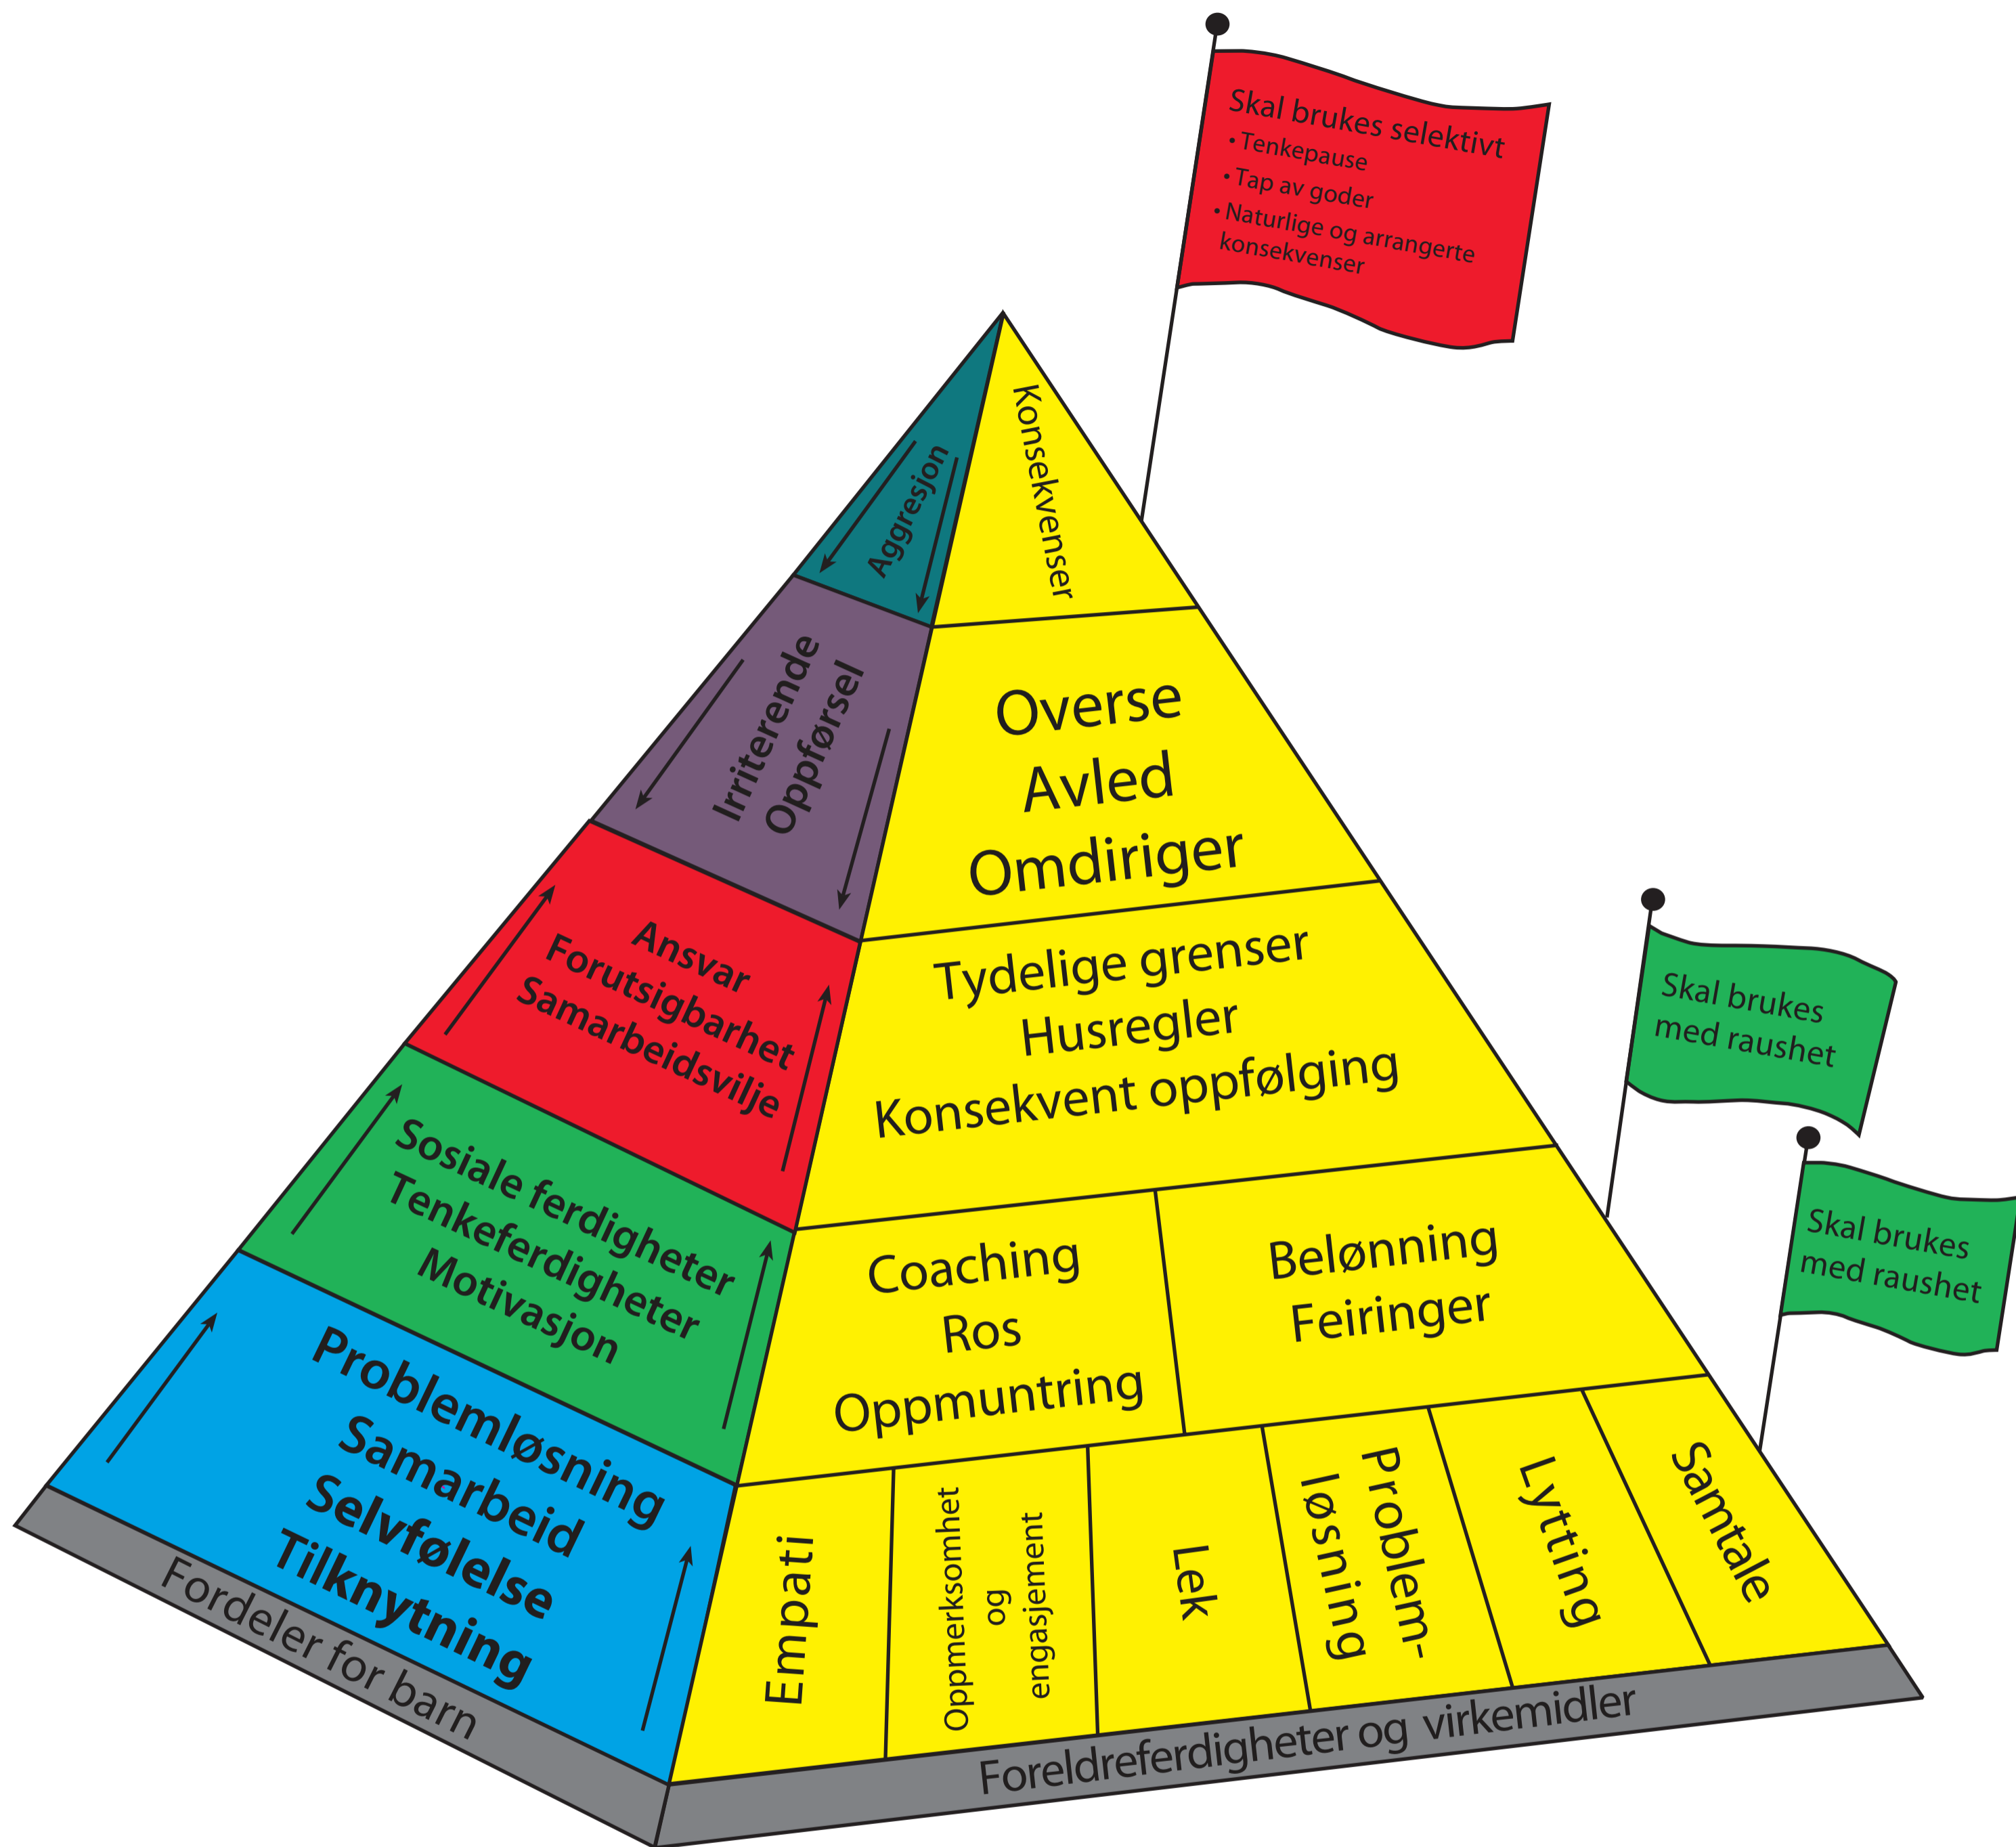 Skal brukes selektivt
• Tenkepause
• Tap av goder
• Naturlige og arrangerte
konsekvenser
Aggresjon
Konsekvenser
Irriterende
Oppførsel
Overse
Avled
Omdiriger
Ansvar
Forutsigbarhet
Samarbeidsvilje
Tydelige grenser
Husregler
Konsekvent oppfølging
Skal brukes
med raushet
Sosiale ferdigheter
Tenkeferdigheter
Motivasjon
Coaching
Ros
Oppmuntring
Belønning
Feiringer
Skal brukes
med raushet
Problemløsning
Samarbeid
Selvfølelse
Tilknytning
Empati
Oppmerksomhet
og
engasjement
Lek
Problem-
løsning
Lytting
Samtale
Fordeler for barn
Foreldreferdigheter og virkemidler